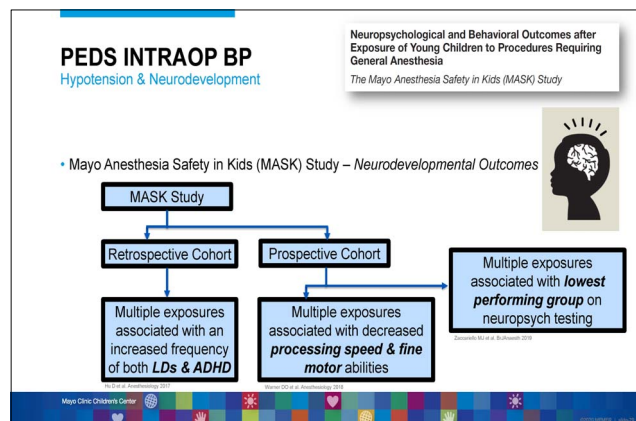 PEDS INTRAOP BP
Hypotension & Neurodevelopment
Neuropsychological and Behavioral Outcomes after
Exposure of Young Children to Procedures Requiring
General Anesthesia
The Mayo Anesthesia Safety in Kids (MASK) Study
• Mayo Anesthesia Safety in Kids (MASK) Study – Neurodevelopmental Outcomes
MASK Study
Retrospective Cohort
Prospective Cohort
Multiple exposures
associated with an
increased frequency
of both LDs & ADHD
Hu D et al. Anesthesiology 2017
Multiple exposures
associated with decreased
processing speed & fine
motor abilities
Warner DO et al. Anesthesiology 2018
Multiple exposures
associated with lowest
performing group on
neuropsych testing
Zaccariello MJ et al. BrJAnaesth 2019
Mayo Clinic Children's Center